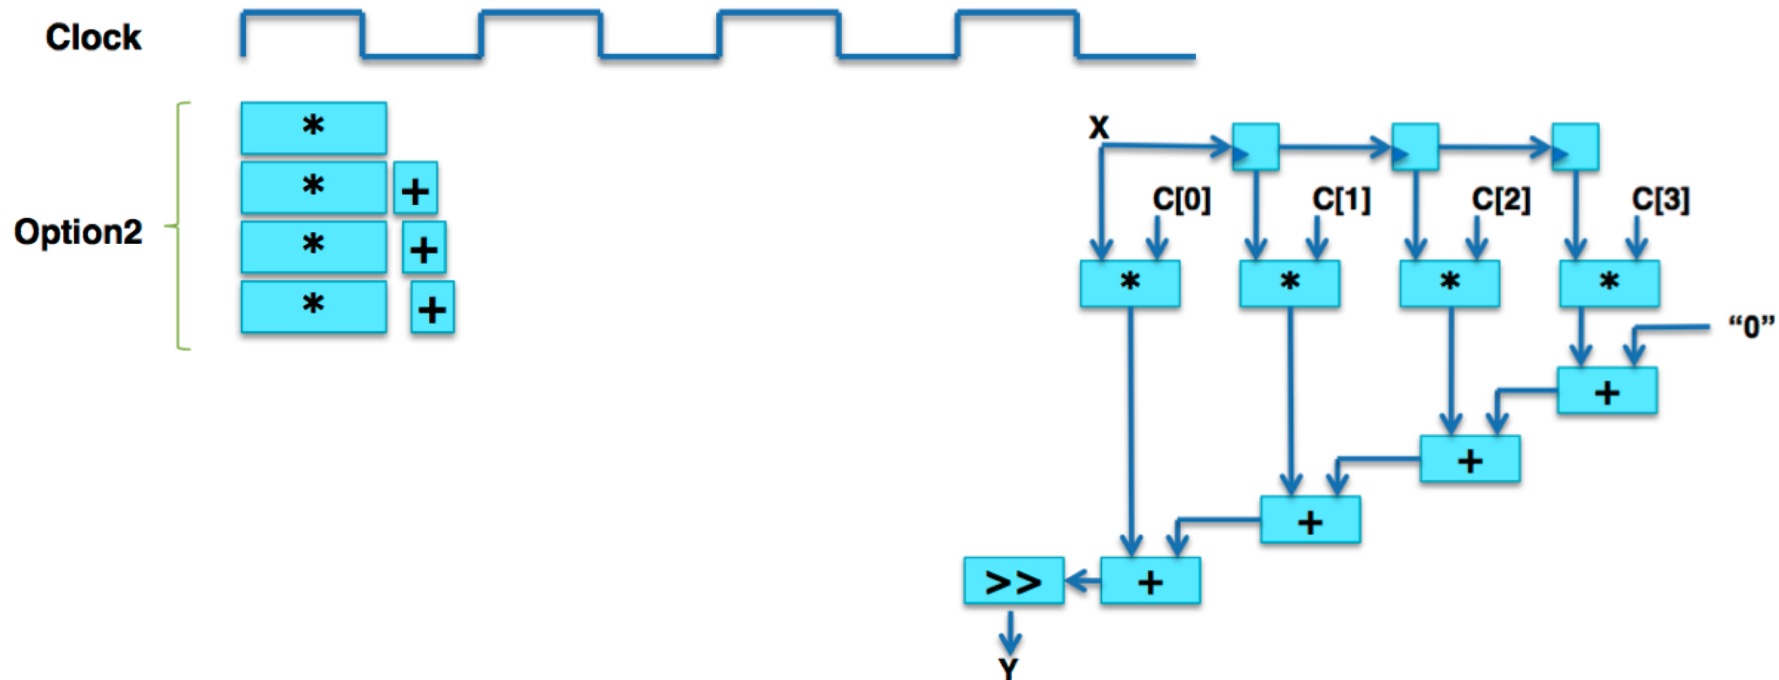 Clock
Option2
*
*
+
*
+
*
+
X
C[0]
C[1]
C[2]
C[3]
*
*
*
*
“0”
+
+
+
>>
+
Y